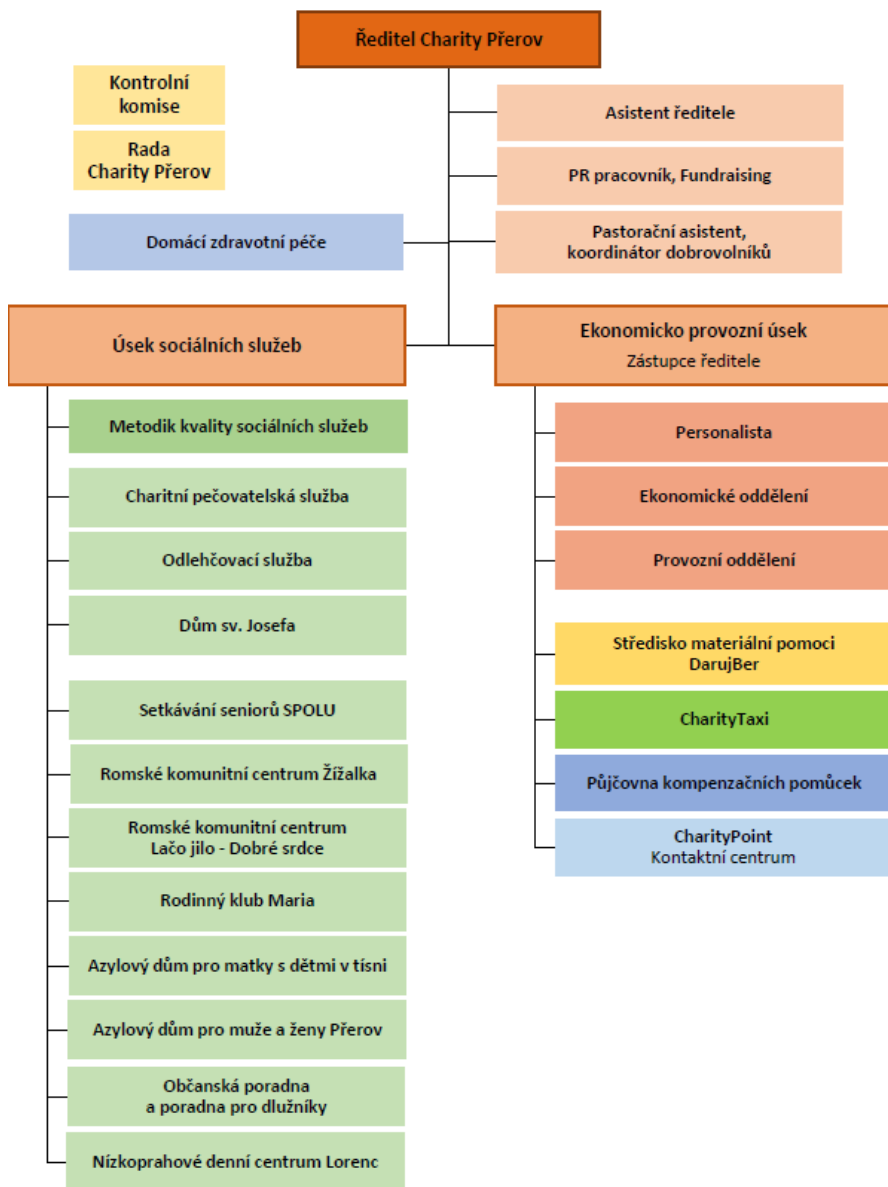 Ředitel Charity Přerov
Kontrolní
komise
Rada
Charity Přerov
Asistent ředitele
PR pracovník, Fundraising
Domácí zdravotní péče
Pastorační asistent,
koordinátor dobrovolníků
Úsek sociálních služeb
Metodik kvality sociálních služeb
Charitní pečovatelská služba
Odlehčovací služba
Dům sv. Josefa
Setkávání seniorů SPOLU
Romské komunitní centrum Žížalka
Romské komunitní centrum
Lačo jilo - Dobré srdce
Rodinný klub Maria
Azylový dům pro matky s dětmi v tísni
Azylový dům pro muže a ženy Přerov
Občanská poradna
a poradna pro dlužníky
Nízkoprahové denní centrum Lorenc
Ekonomicko provozní úsek
Zástupce ředitele
Personalista
Ekonomické oddělení
Provozní oddělení
Středisko materiální pomoci
DarujBer
CharityTaxi
Půjčovna kompenzačních pomůcek
CharityPoint
Kontaktní centrum